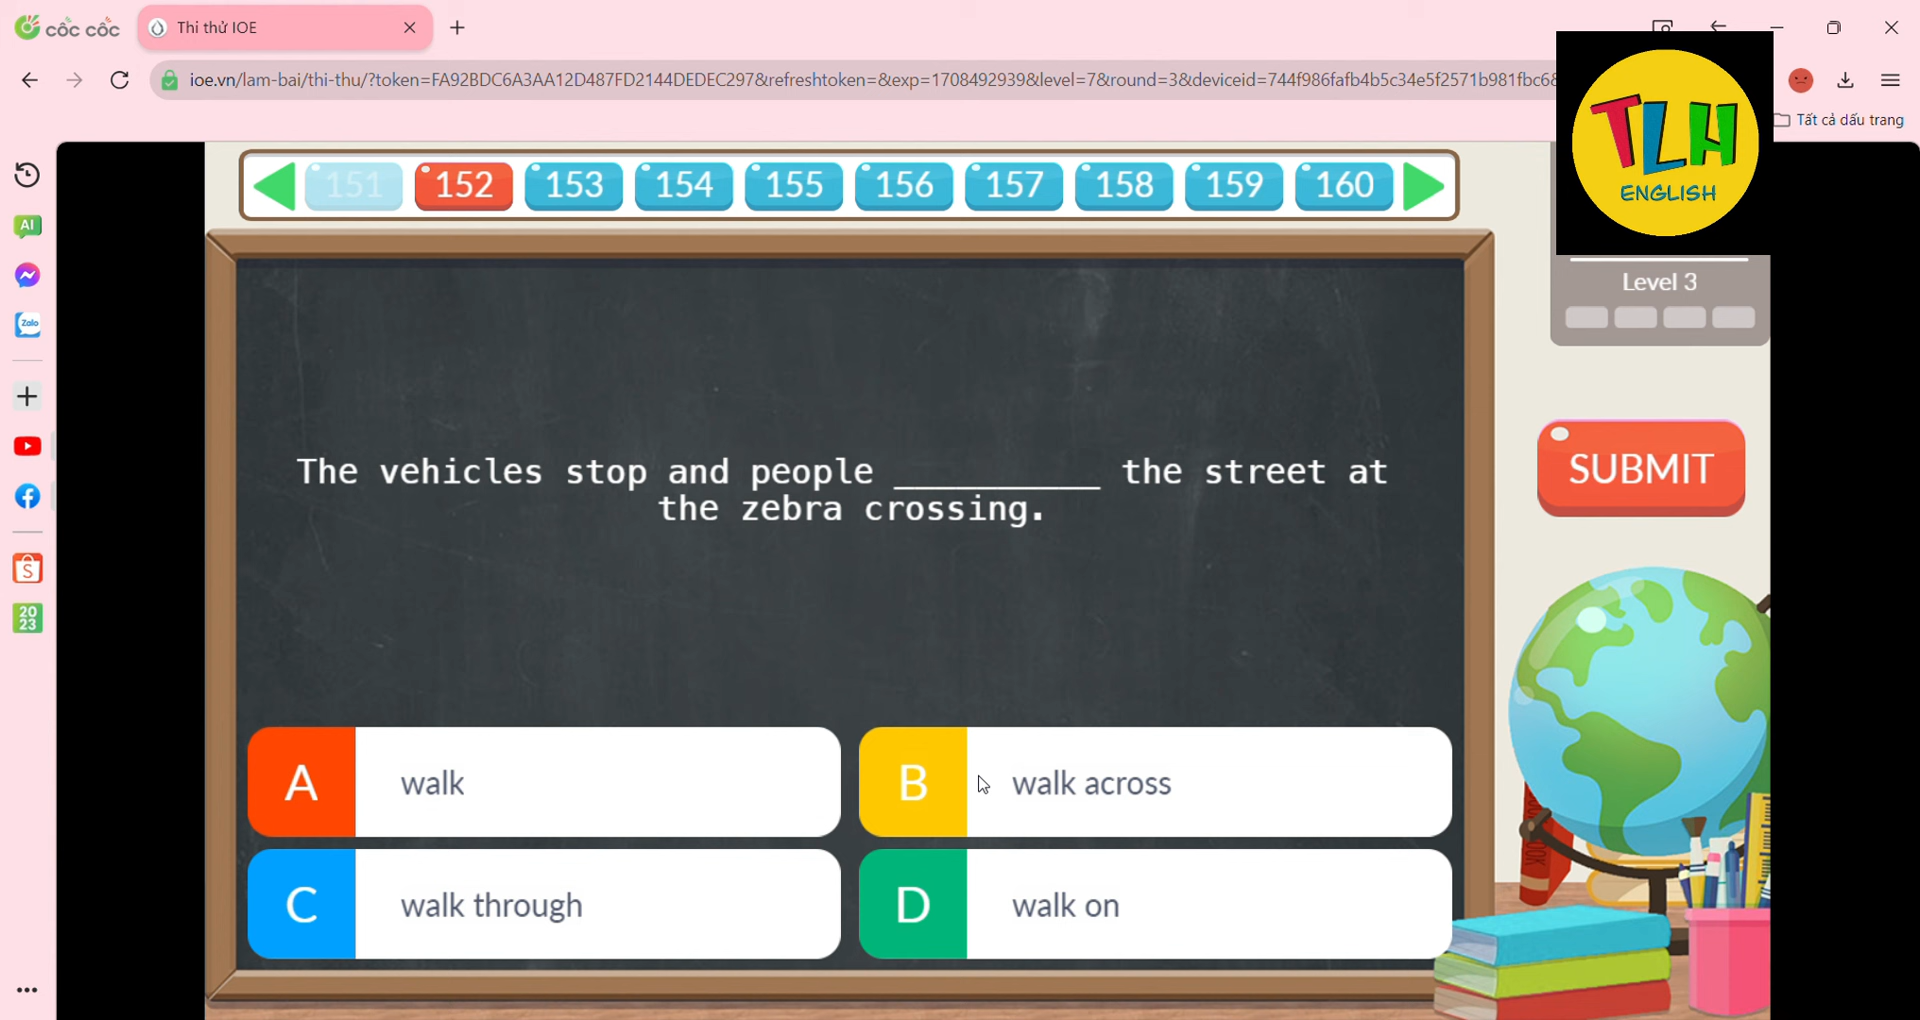 cốc cốc
Thi thử IOE
ioe.vn/lam-bai/thi-thu/?token=FA92BDC6A3AA12D487FD2144DEDEC297&refreshtoken=&exp=1708492939&level=7&round=3&deviceid=744f986fafb4b5c34e5f2571b981fbc6
Tất cả dấu trang
TLH
ENGLISH
151 152 153 154 155 156 157 158 159 160
Level 3
AI
Zalo
20
23
The vehicles stop and people __________ the street at
the zebra crossing.
SUBMIT
A walk
B walk across
C walk through
D walk on